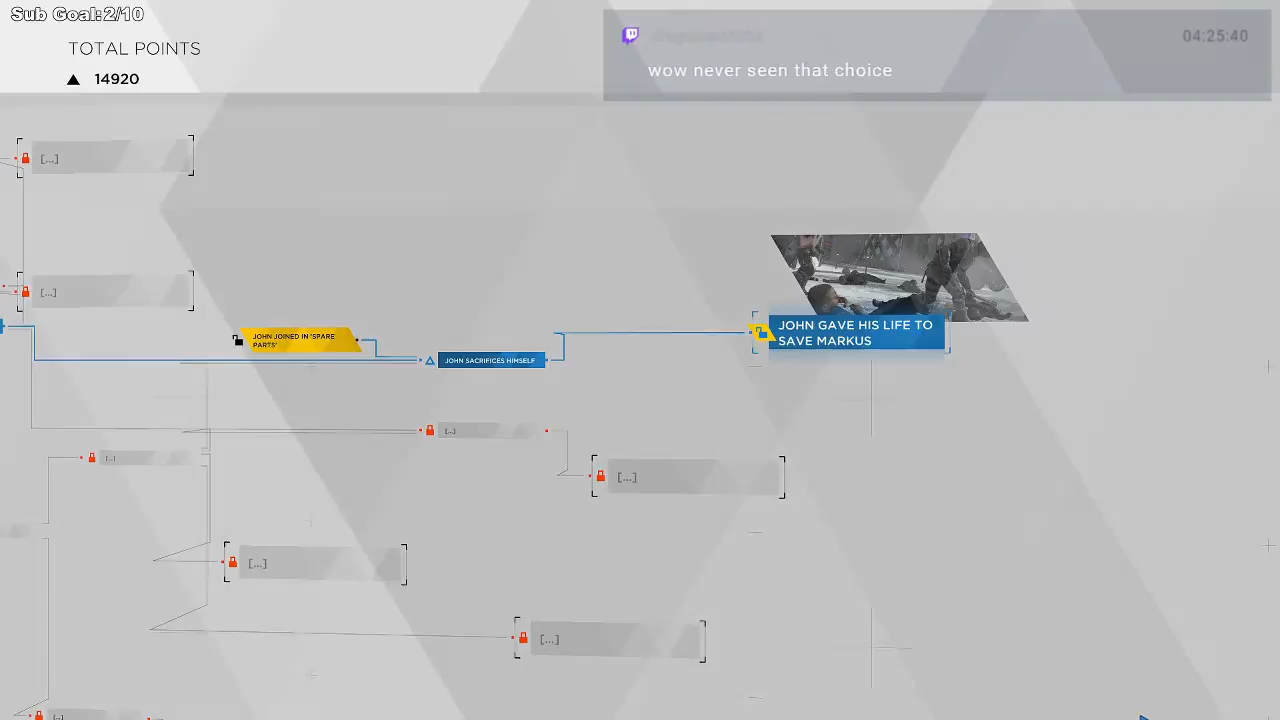 Sub Goal: 2/10
TOTAL POINTS
14920
04:25:40
wow never seen that choice
[...]
[...]
JOHN JOINED IN 'SPARE
PARTS'
JOHN SACRIFICES HIMSELF
JOHN GAVE HIS LIFE TO
SAVE MARKUS
[...]
[...]
[...]
[...]
[...]
[...]